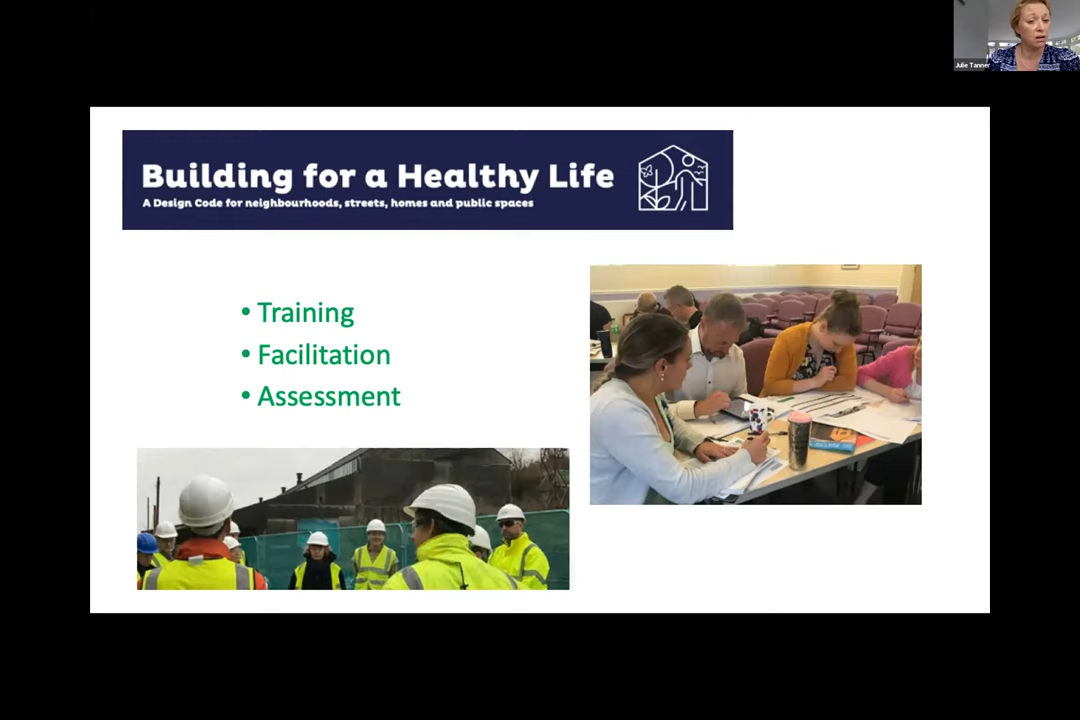 Julie Tanner
Building for a Healthy Life
A Design Code for neighbourhoods, streets, homes and public spaces
• Training
• Facilitation
• Assessment